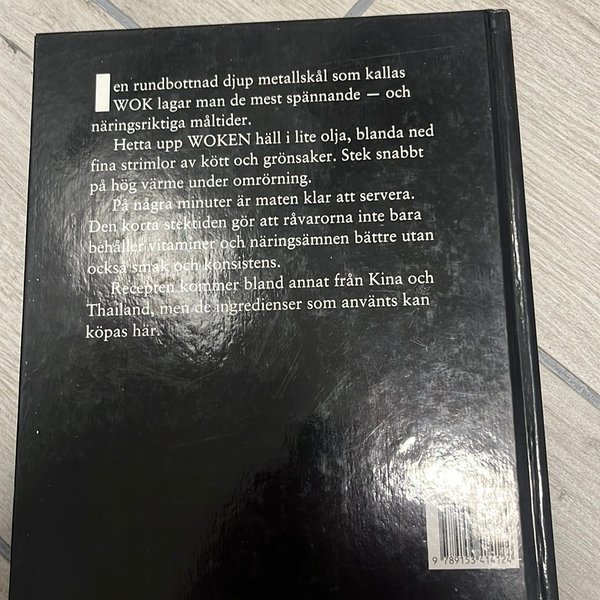 I en rundbottnad djup metallskål som kallas
WOK lagar man de mest spännande — och
näringsriktiga måltider.
Hetta upp WOKEN häll i lite olja, blanda ned
fina strimlor av kött och grönsaker. Stek snabbt
på hög värme under omrörning.
På några minuter är maten klar att servera.
Den korta stektiden gör att råvarorna inte bara
behåller vitaminer och näringsämnen bättre utan
också smak och konsistens.
Recepten kommer bland annat från Kina och
Thailand, men de ingredienser som använts kan
köpas här.
9 789153 414124